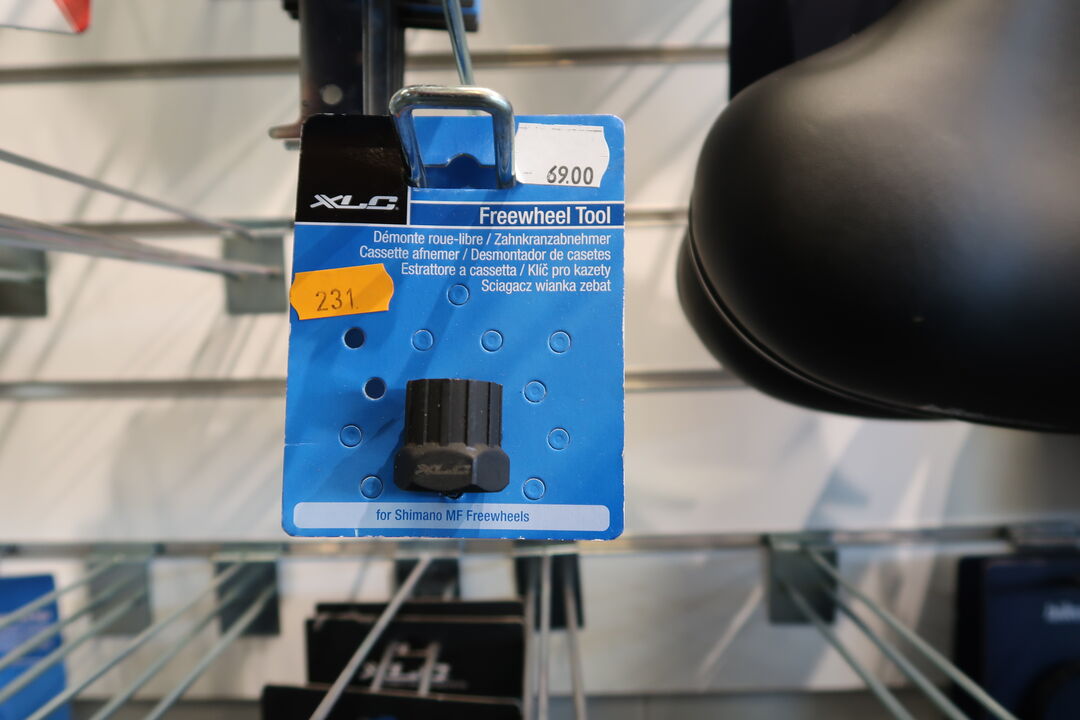 69.00
XLC
Freewheel Tool
Démonte roue-libre / Zahnkranzabnehmer
Cassette afnemer / Desmontador de casetes
Estrattore a cassetta / Klíč pro kazety
Sciagacz wianka zebat
231.
XLC
for Shimano MF Freewheels
XLC